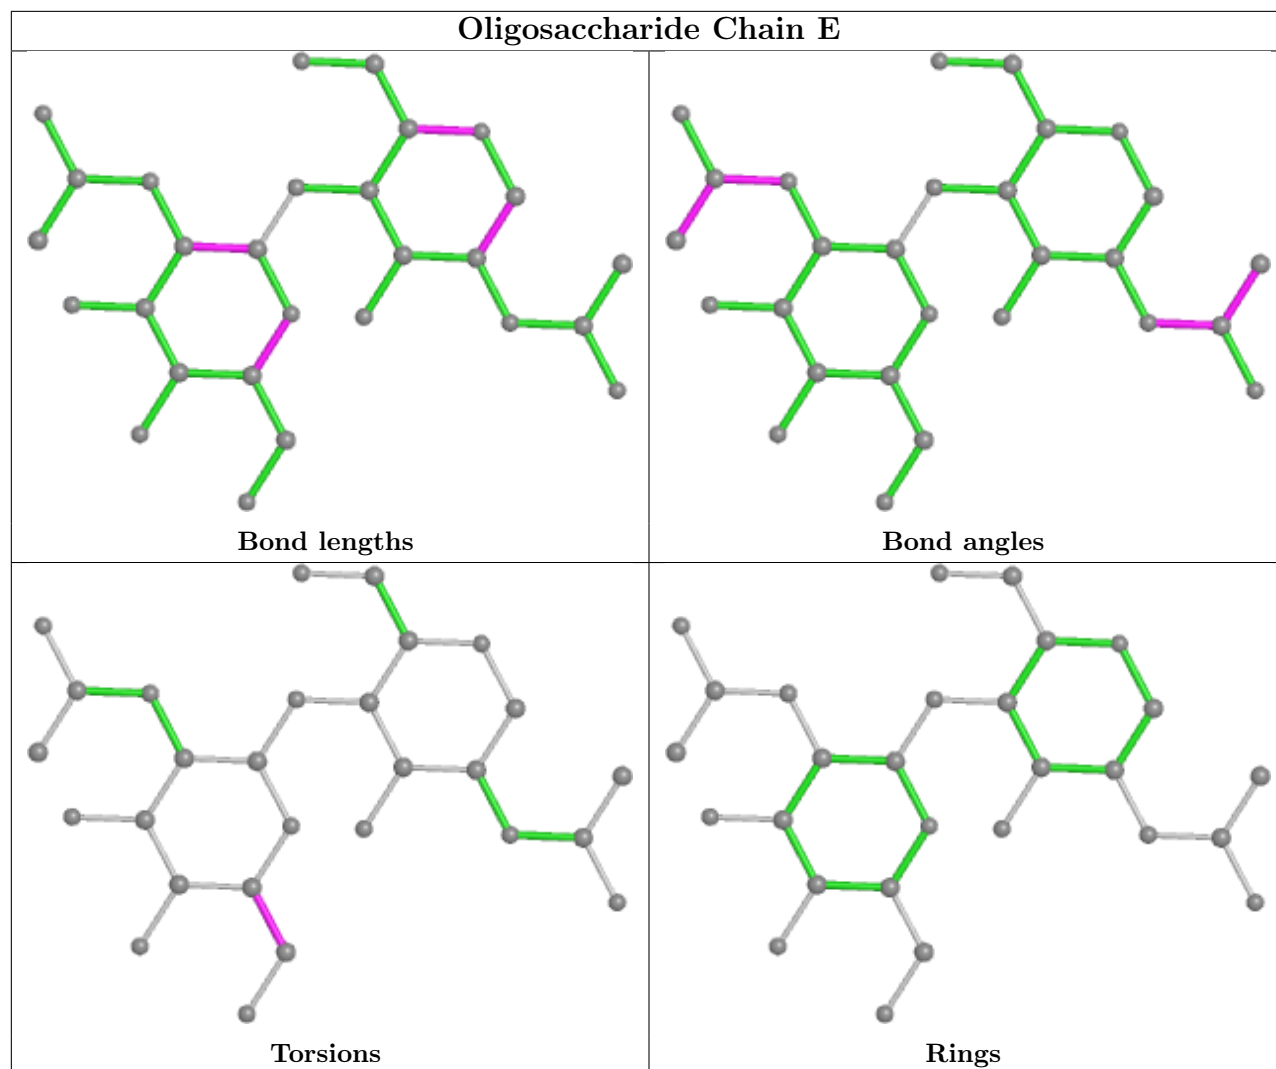 Oligosaccharide Chain E
Bond lengths
Bond angles
Torsions
Rings